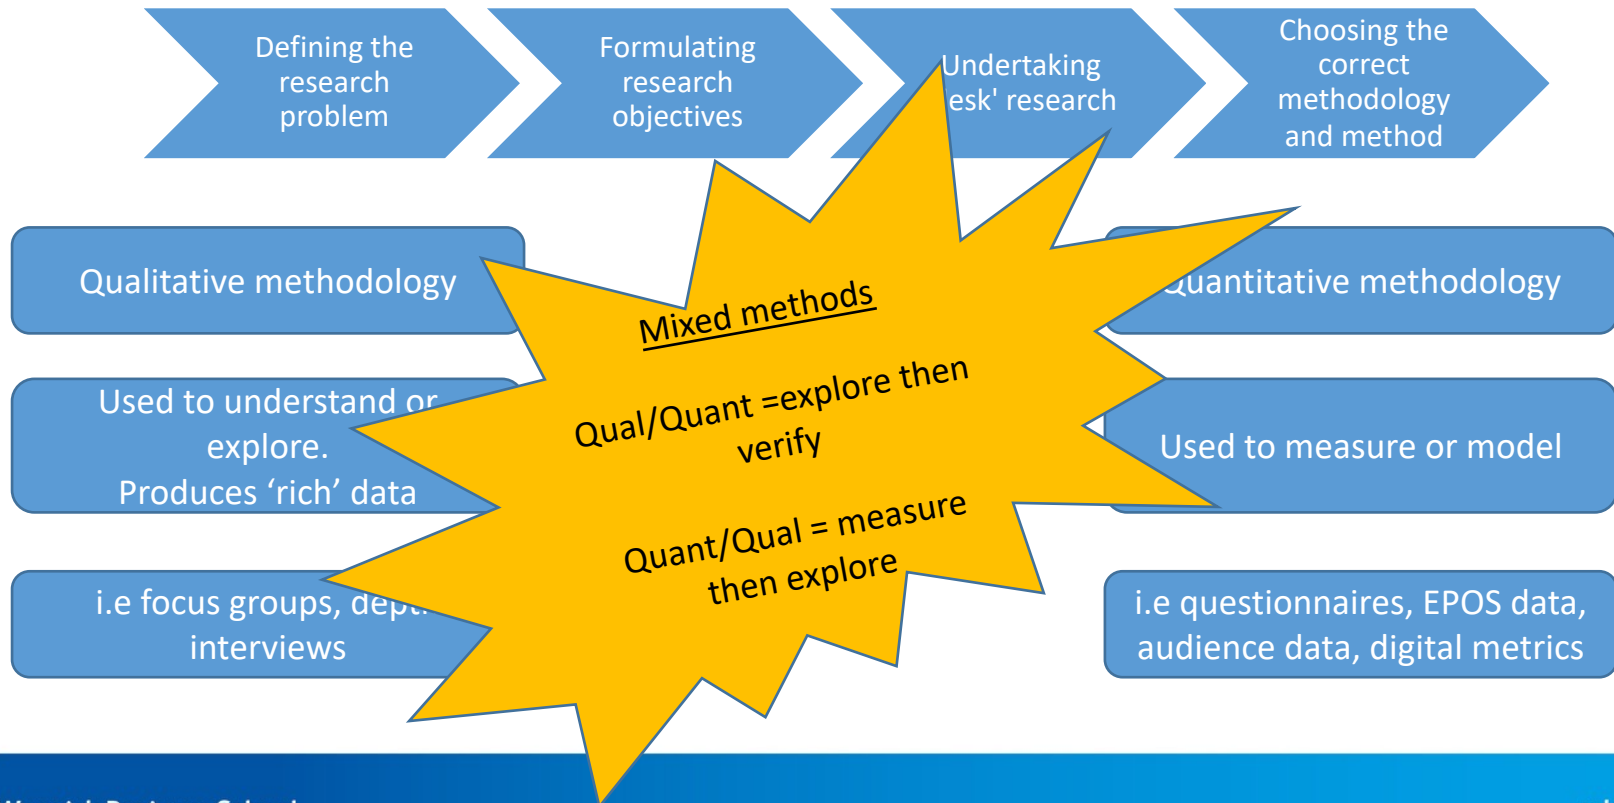 Defining the
research
problem
Formulating
research
objectives
Undertaking
esk' research
Choosing the
correct
methodology
and method
Qualitative methodology
Used to understand or
explore.
Produces ‘rich’ data
i.e focus groups, dept
interviews
Mixed methods
Qual/Quant =explore then
verify
Quant/Qual = measure
then explore
Quantitative methodology
Used to measure or model
i.e questionnaires, EPOS data,
audience data, digital metrics